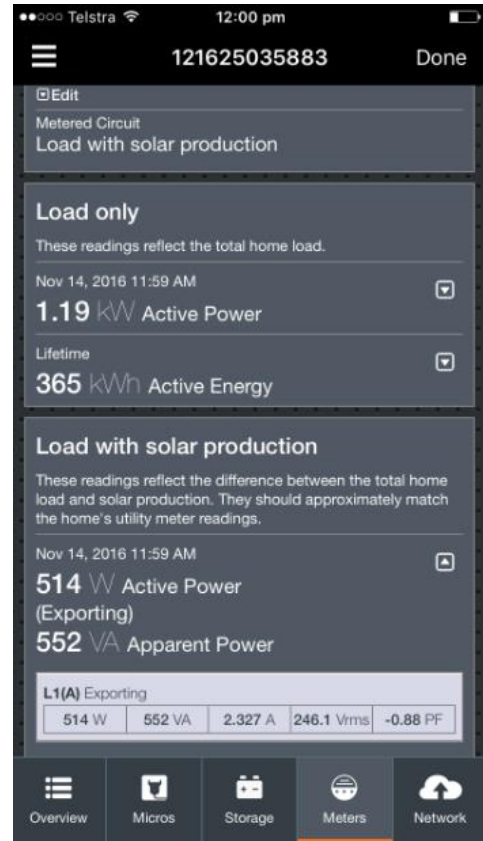 Telstra 12:00 pm
121625035883 Done
Edit
Metered Circuit
Load with solar production
Load only
These readings reflect the total home load.
Nov 14, 2016 11:59 AM
1.19 kW Active Power
Lifetime
365 kWh Active Energy
Load with solar production
These readings reflect the difference between the total home
load and solar production. They should approximately match
the home's utility meter readings.
Nov 14, 2016 11:59 AM
514 W Active Power
(Exporting)
552 VA Apparent Power
L1(A) Exporting
514 W 552 VA 2.327 A 246.1 Vrms -0.88 PF
Overview Micros Storage Meters Network